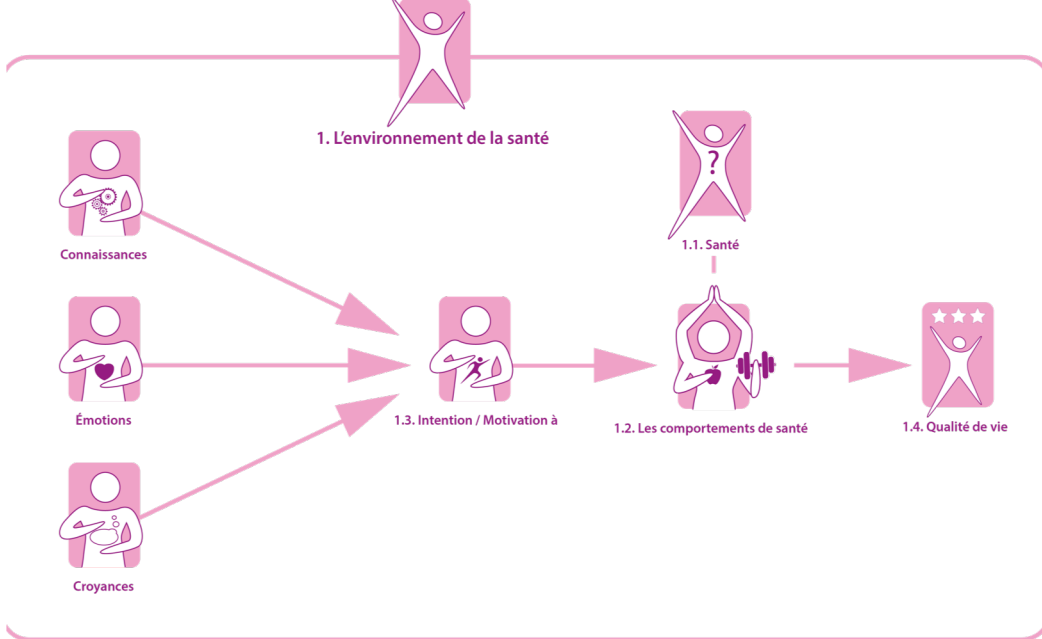 1. L'environnement de la santé
?
1.1. Santé
Connaissances
Émotions
1.3. Intention / Motivation à
1.2. Les comportements de santé
1.4. Qualité de vie
Croyances